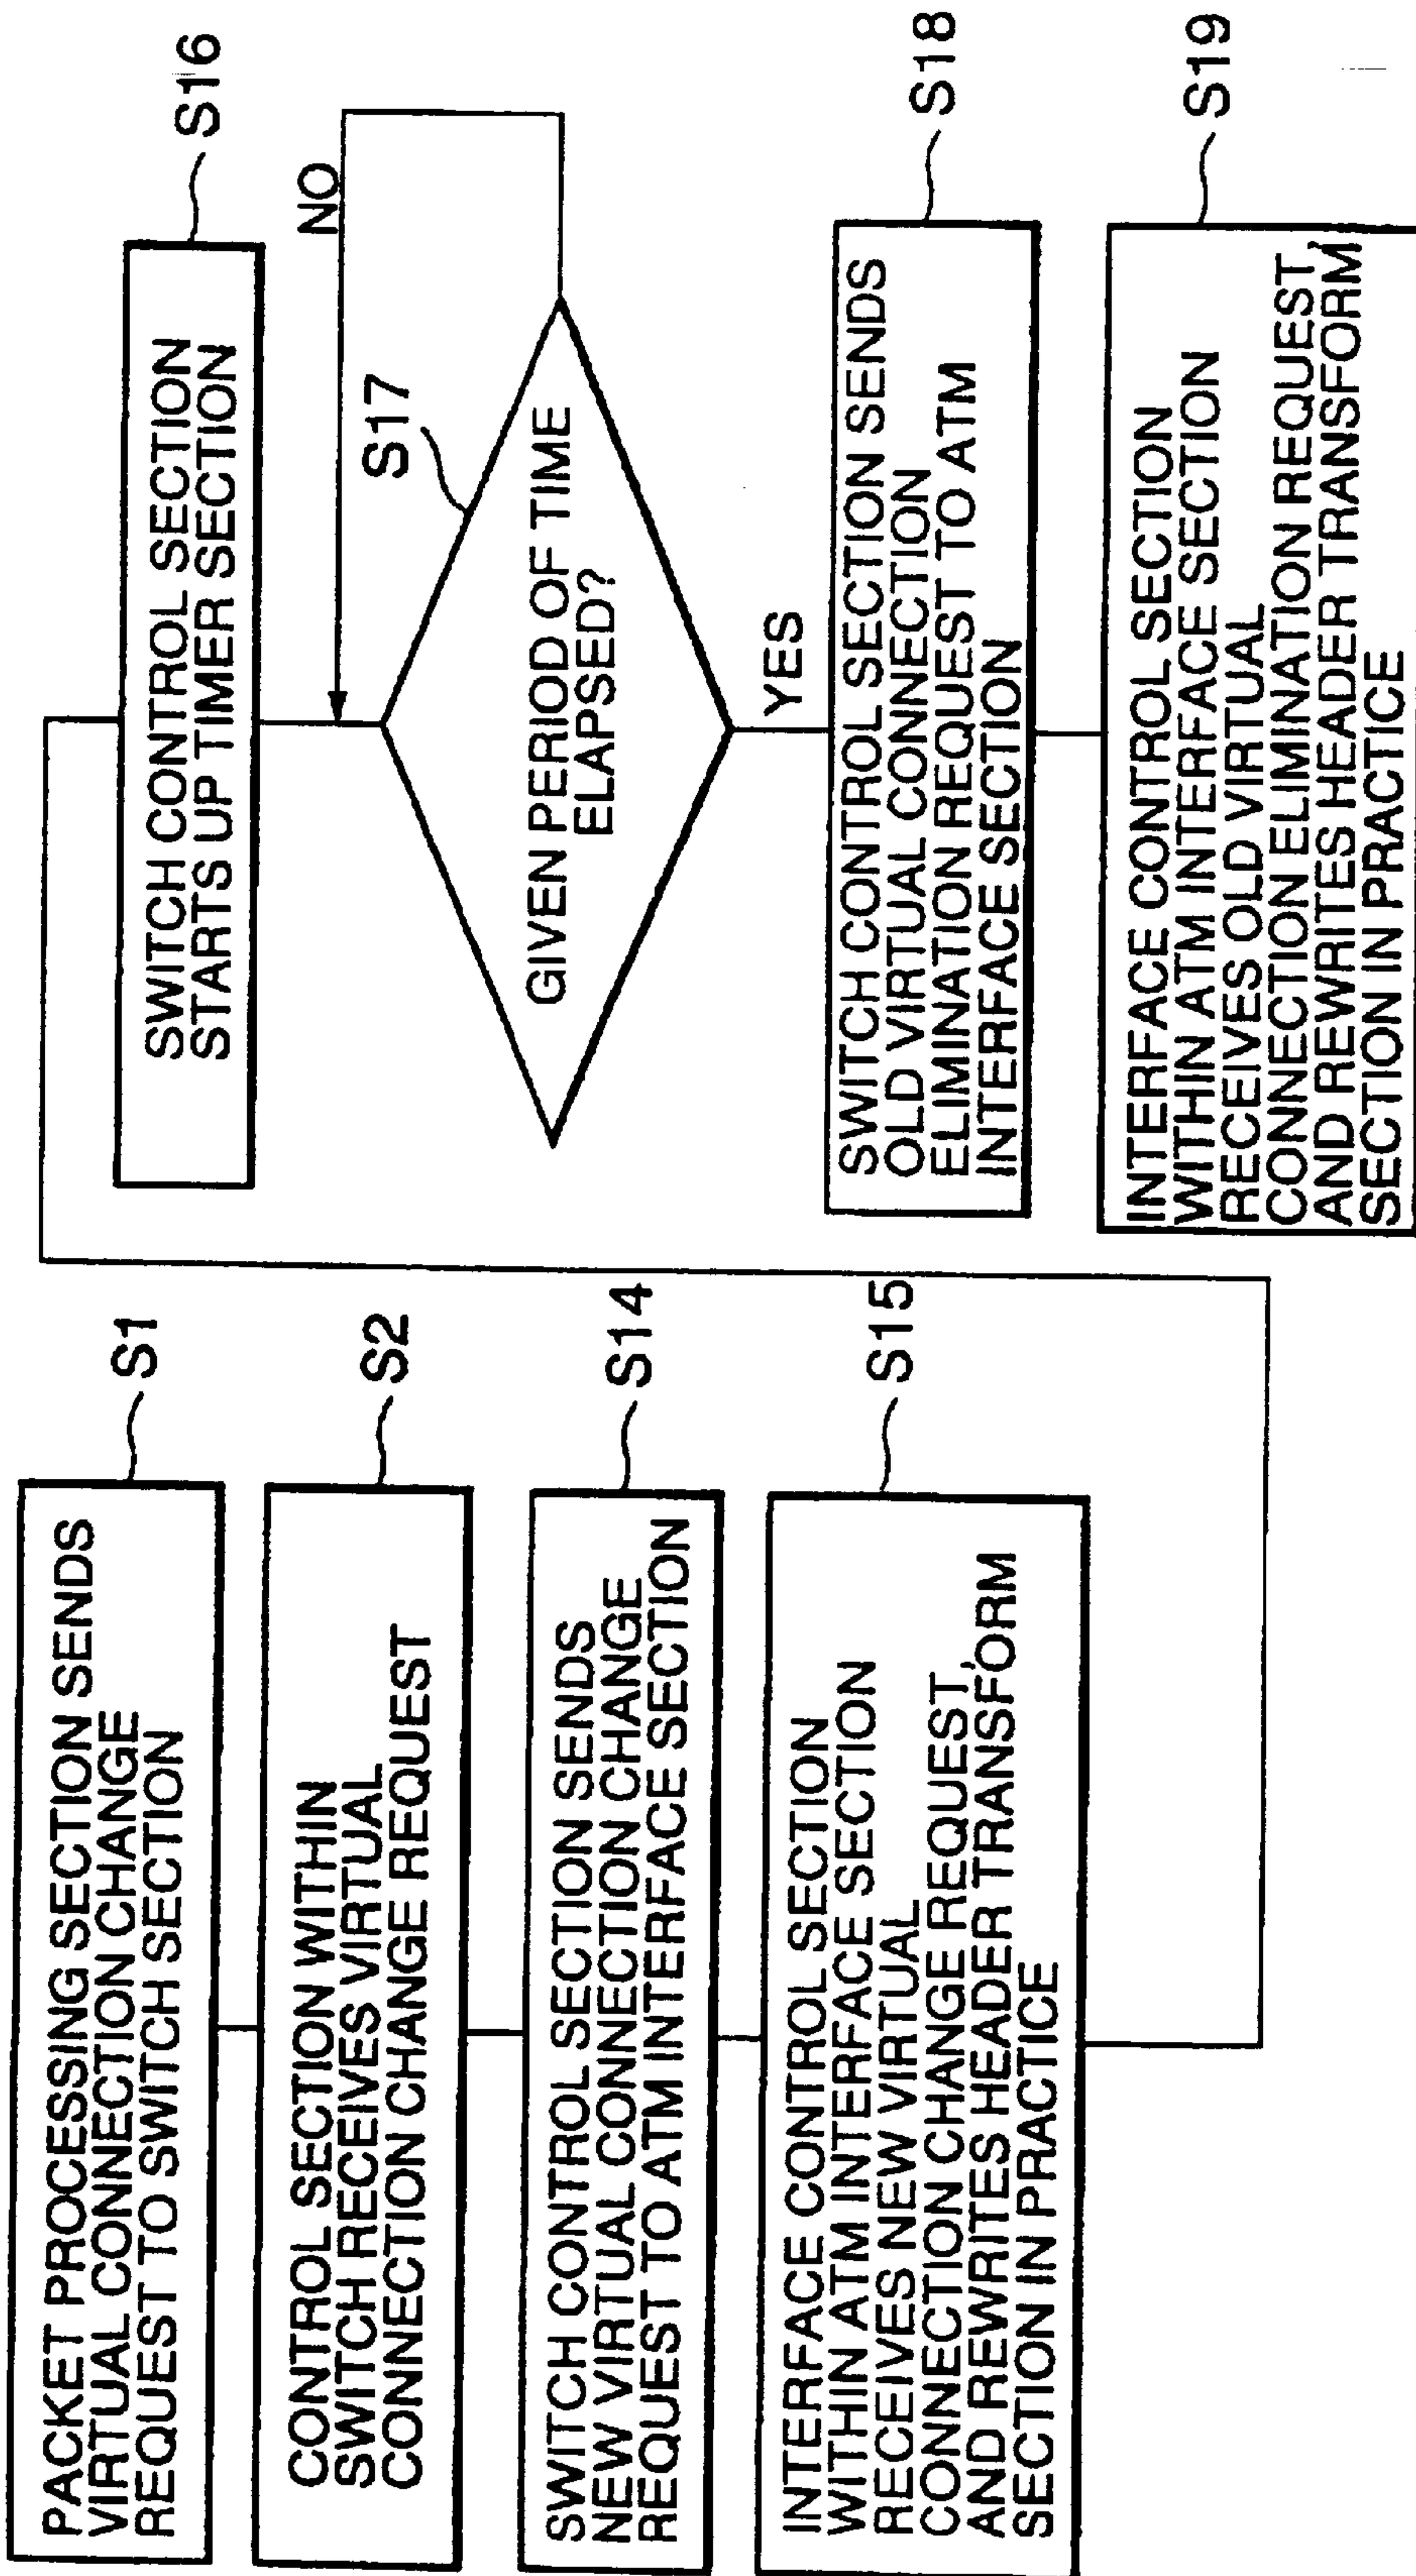 PACKET PROCESSING SECTION SENDS
VIRTUAL CONNECTION CHANGE
REQUEST TO SWITCH SECTION
S1
CONTROL SECTION WITHIN
SWITCH RECEIVES VIRTUAL
CONNECTION CHANGE REQUEST
S2
SWITCH CONTROL SECTION SENDS
NEW VIRTUAL CONNECTION CHANGE
REQUEST TO ATM INTERFACE SECTION
S14
INTERFACE CONTROL SECTION
WITHIN ATM INTERFACE SECTION
RECEIVES NEW VIRTUAL
CONNECTION CHANGE REQUEST,
AND REWRITES HEADER TRANSFORM
SECTION IN PRACTICE
S15
SWITCH CONTROL SECTION
STARTS UP TIMER SECTION
S16
NO
S17
GIVEN PERIOD OF TIME
ELAPSED?
YES
SWITCH CONTROL SECTION SENDS
OLD VIRTUAL CONNECTION
ELIMINATION REQUEST TO ATM
INTERFACE SECTION
S18
INTERFACE CONTROL SECTION
WITHIN ATM INTERFACE SECTION
RECEIVES OLD VIRTUAL
CONNECTION ELIMINATION REQUEST,
AND REWRITES HEADER TRANSFORM
SECTION IN PRACTICE
S19